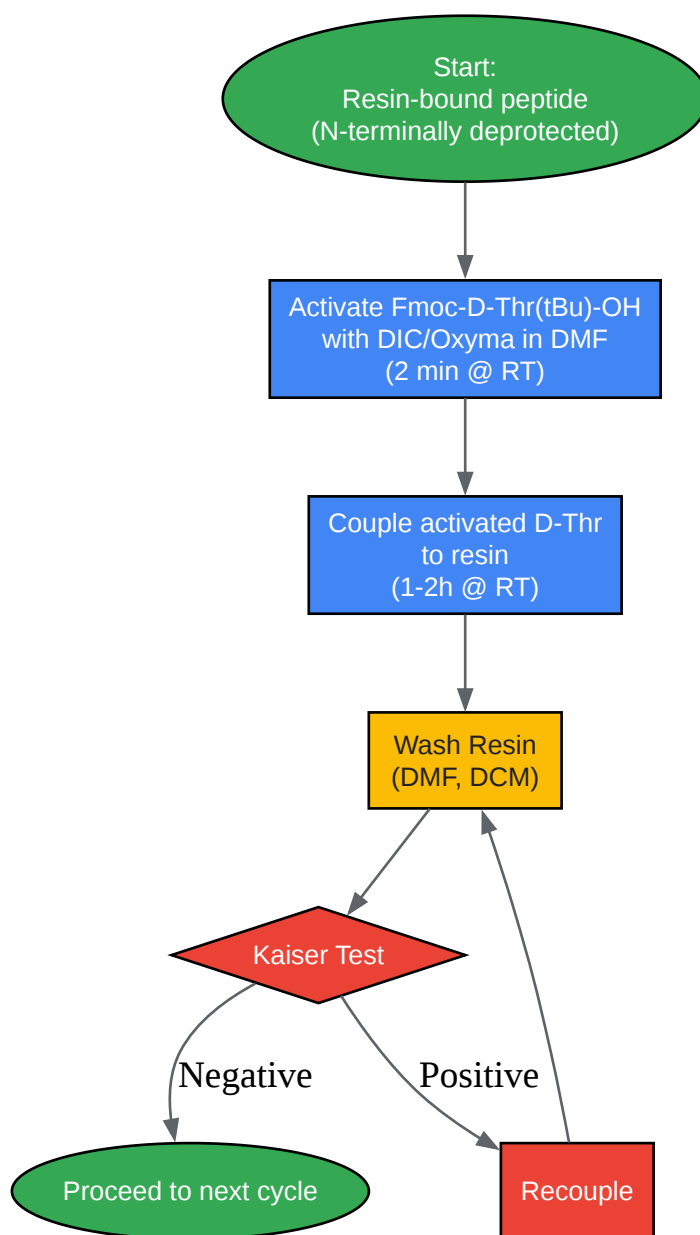 Start:
Resin-bound peptide
(N-terminally deprotected)
Activate Fmoc-D-Thr(tBu)-OH
with DIC/Oxyma in DMF
(2 min @ RT)
Couple activated D-Thr
to resin
(1-2h @ RT)
Wash Resin
(DMF, DCM)
Kaiser Test
Negative
Positive
Proceed to next cycle
Recouple